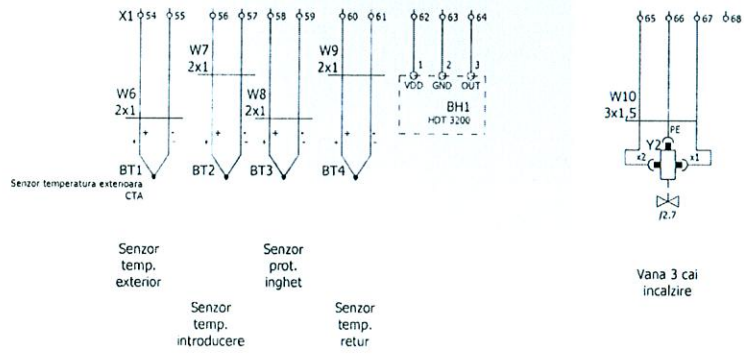 X1 54 55 56 57 58 59 60 61 62 63 64 65 66 67 68
W7
2x1
W9
2x1
1 2 3
VDD GND OUT
W6
2x1
W8
2x1
BH1
HDT 3200
W10
3x1,5
PE
+ - + - + - + -
Y2
x2 x1
BT1 BT2 BT3 BT4
Senzor temperatura exterioara
CTA
/2.7
Senzor
temp.
exterior
Senzor
prot.
inghet
Vana 3 cai
incalzire
Senzor
temp.
introducere
Senzor
temp.
retur